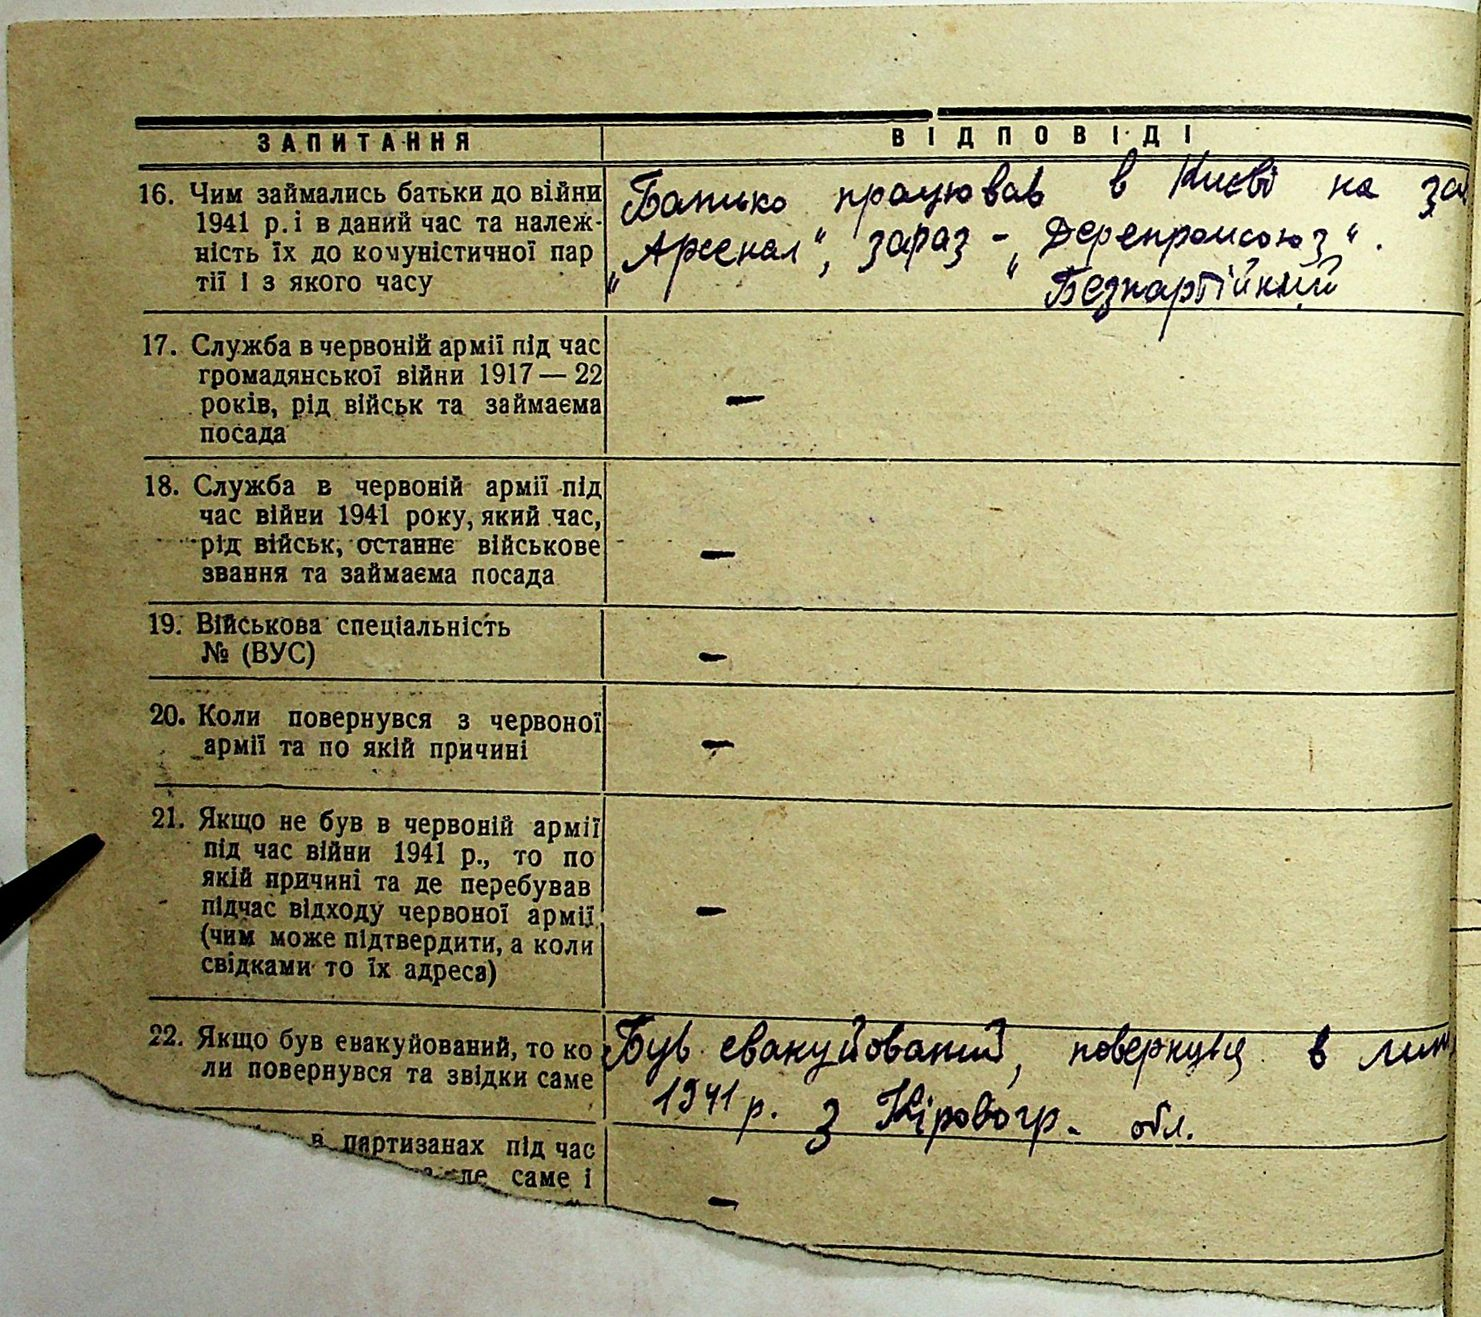 ЗАПИТАННЯ
ВІДПОВІДІ
16. Чим займались батьки до війни
1941 р. і в даний час та належ-
ність їх до комуністичної пар
тії і з якого часу
Батько працював в Києві на за
„Арсенал“, зараз - „Дерепромсоюз“.
Безпартійний
17. Служба в червоній армії під час
громадянської війни 1917 — 22
років, рід військ та займаєма
посада
—
18. Служба в червоній армії під
час війни 1941 року, який час,
рід військ, останнє військове
звання та займаєма посада
—
19. Військова спеціальність
№ (ВУС)
—
20. Коли повернувся з червоної
армії та по якій причині
—
21. Якщо не був в червоній армії
під час війни 1941 р., то по
якій причині та де перебував
підчас відходу червоної армії
(чим може підтвердити, а коли
свідками то їх адреса)
—
22. Якщо був евакуйований, то ко
ли повернувся та звідки саме
Був евакуйований, повернувся в
1941 р. з Кіровогр. обл.
в партизанах під час
де саме і
—